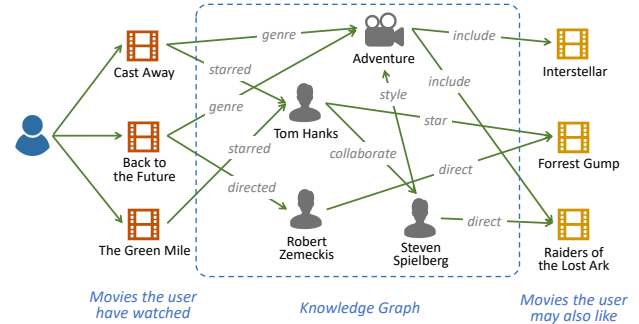 genre
include
Cast Away
Adventure
Interstellar
starred
include
genre
style
Tom Hanks
star
Back to
the Future
starred
collaborate
Forrest Gump
directed
direct
The Green Mile
Robert
Zemeckis
Steven
Spielberg
direct
Raiders of
the Lost Ark
Movies the user
have watched
Knowledge Graph
Movies the user
may also like